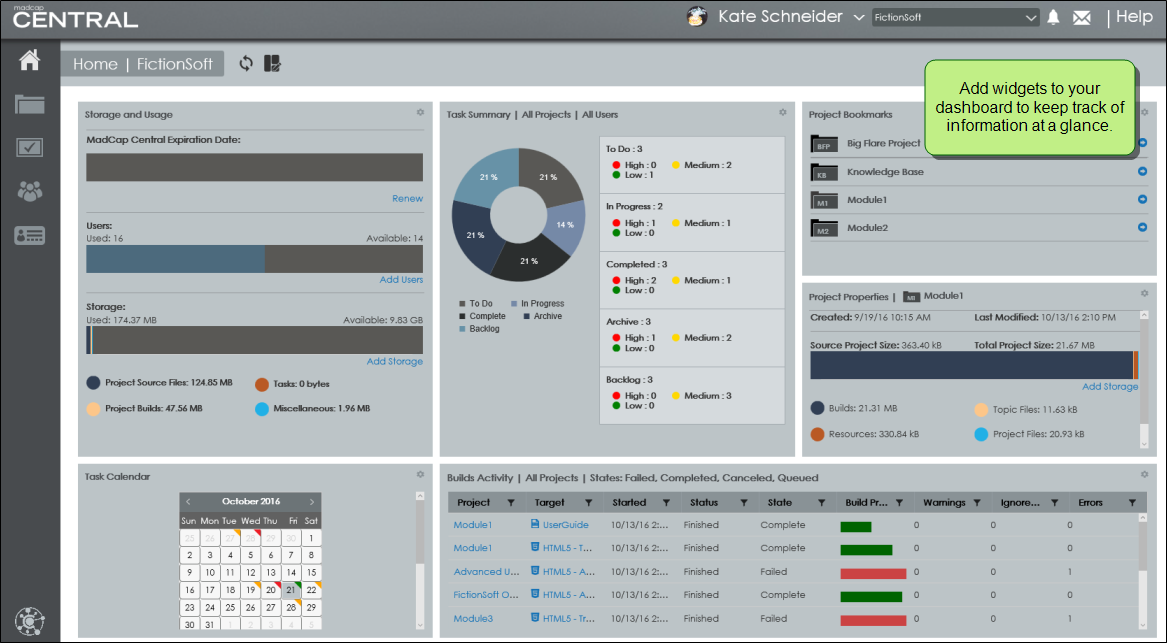 madcap
CENTRAL
Kate Schneider
FictionSoft
| Help
Home | FictionSoft
Add widgets to your
dashboard to keep track of
information at a glance.
Storage and Usage
MadCap Central Expiration Date:
Renew
Users:
Used: 16 Available: 14
Add Users
Storage:
Used: 174.37 MB Available: 9.83 GB
Add Storage
Project Source Files: 124.85 MB Tasks: 0 bytes
Project Builds: 47.56 MB Miscellaneous: 1.96 MB
Task Summary | All Projects | All Users
21 % 21 %
14 %
21 %
21 %
To Do In Progress
Complete Archive
Backlog
To Do : 3
High : 0 Medium : 2
Low : 1
In Progress : 2
High : 1 Medium : 1
Low : 0
Completed : 3
High : 2 Medium : 1
Low : 0
Archive : 3
High : 1 Medium : 2
Low : 0
Backlog : 3
High : 0 Medium : 3
Low : 0
Project Bookmarks
BFP Big Flare Project
KB Knowledge Base
M1 Module1
M2 Module2
Project Properties | M1 Module1
Created: 9/19/16 10:15 AM Last Modified: 10/13/16 2:10 PM
Source Project Size: 363.40 kB Total Project Size: 21.67 MB
Add Storage
Builds: 21.31 MB Topic Files: 11.63 kB
Resources: 330.84 kB Project Files: 20.93 kB
Task Calendar
October 2016
Sun Mon Tue Wed Thu Fri Sat
25 26 27 28 29 30 1
2 3 4 5 6 7 8
9 10 11 12 13 14 15
16 17 18 19 20 21 22
23 24 25 26 27 28 29
30 31 1 2 3 4 5
Builds Activity | All Projects | States: Failed, Completed, Canceled, Queued
Project Target Started Status State Build Pr... Warnings Ignore... Errors
Module1 UserGuide 10/13/16 2:... Finished Complete 0 0 0
Module1 HTML5 - T... 10/13/16 2:... Finished Complete 0 0 0
Advanced U... HTML5 - A... 10/13/16 2:... Finished Failed 0 0 1
FictionSoft O... HTML5 - A... 10/13/16 2:... Finished Complete 0 0 0
Module3 HTML5 - Tr... 10/13/16 2:... Finished Failed 0 0 1